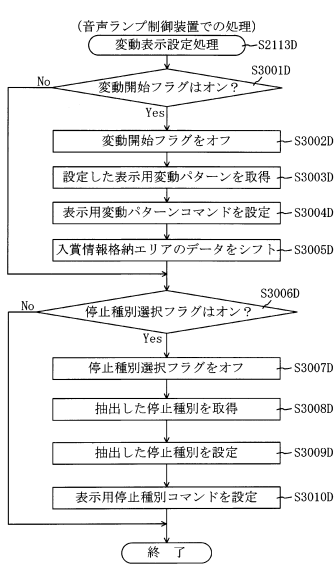 (音声ランプ制御装置での処理)
変動表示設定処理 S2113D
S3001D
No 変動開始フラグはオン?
Yes
変動開始フラグをオフ S3002D
設定した表示用変動パターンを取得 S3003D
表示用変動パターンコマンドを設定 S3004D
入賞情報格納エリアのデータをシフト S3005D
S3006D
No 停止種別選択フラグはオン?
Yes
停止種別選択フラグをオフ S3007D
抽出した停止種別を取得 S3008D
抽出した停止種別を設定 S3009D
表示用停止種別コマンドを設定 S3010D
終 了